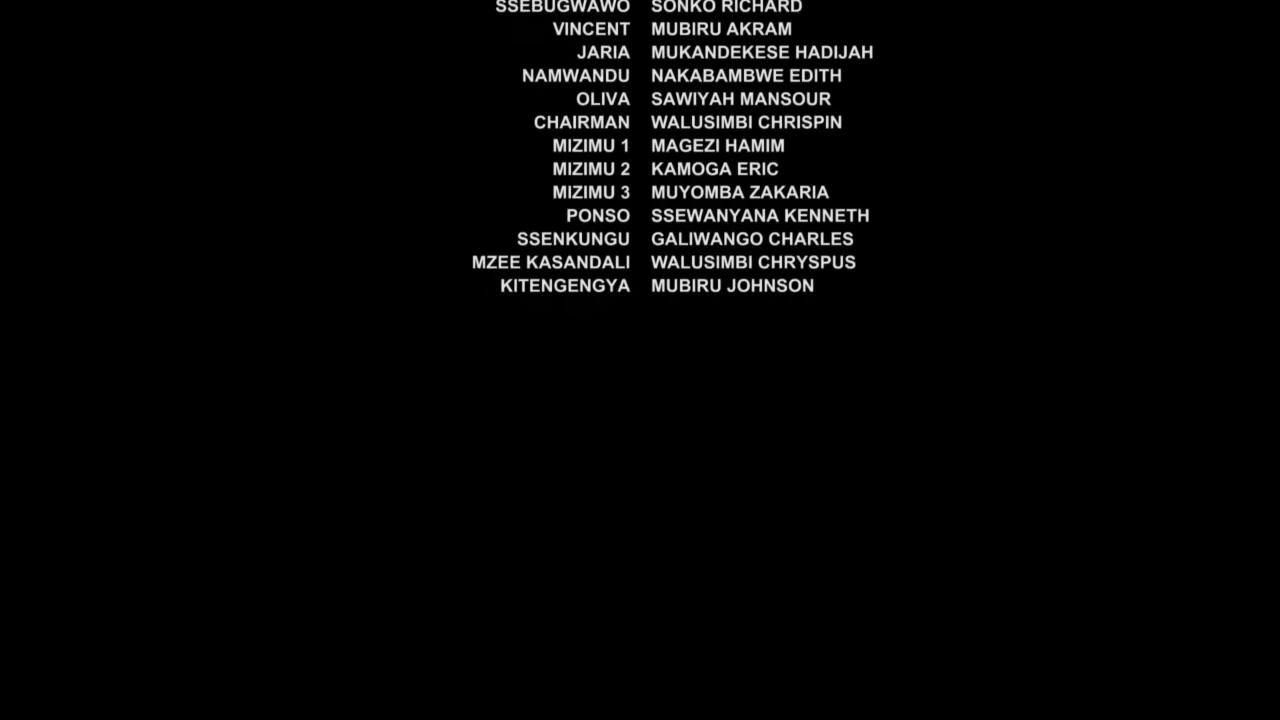 SSEBUGWAWO SONKO RICHARD
VINCENT MUBIRU AKRAM
JARIA MUKANDEKESE HADIJAH
NAMWANDU NAKABAMBWE EDITH
OLIVA SAWIYAH MANSOUR
CHAIRMAN WALUSIMBI CHRISPIN
MIZIMU 1 MAGEZI HAMIM
MIZIMU 2 KAMOGA ERIC
MIZIMU 3 MUYOMBA ZAKARIA
PONSO SSEWANYANA KENNETH
SSENKUNGU GALIWANGO CHARLES
MZEE KASANDALI WALUSIMBI CHRYSPUS
KITENGENGYA MUBIRU JOHNSON